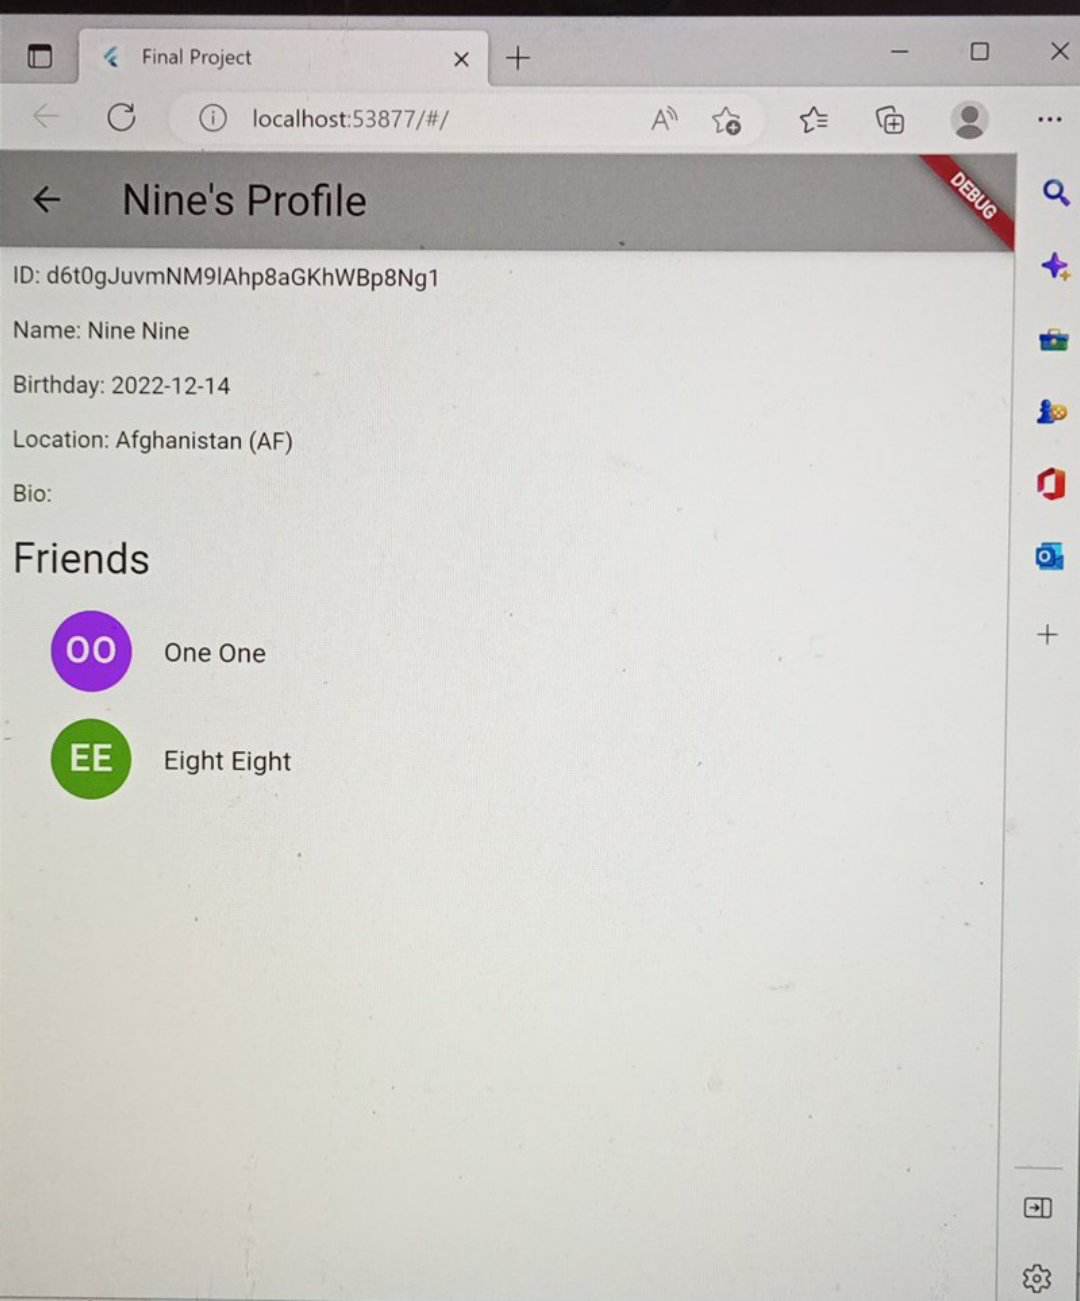 Final Project
localhost:53877/#/
Nine's Profile
DEBUG
ID: d6t0gJuvmNM9lAhp8aGKhWBp8Ng1
Name: Nine Nine
Birthday: 2022-12-14
Location: Afghanistan (AF)
Bio:
Friends
OO One One
EE Eight Eight